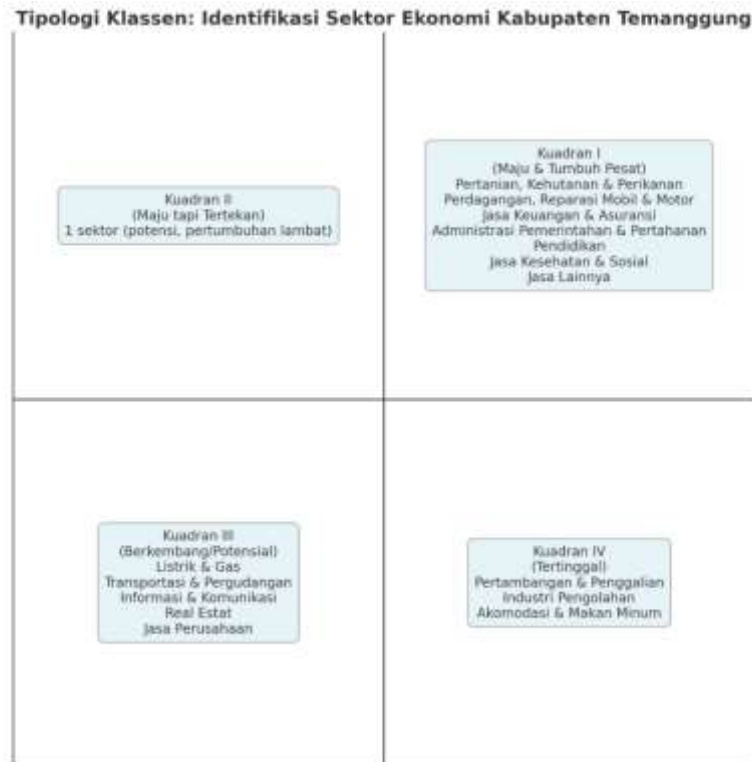 Tipologi Klassen: Identifikasi Sektor Ekonomi Kabupaten Temanggung
Kuadran II
(Maju tapi Tertekan)
1 sektor (potensi, pertumbuhan lambat)
Kuadran I
(Maju & Tumbuh Pesat)
Pertanian, Kehutanan & Perikanan
Perdagangan, Reparasi Mobil & Motor
Jasa Keuangan & Asuransi
Administrasi Pemerintahan & Pertahanan
Pendidikan
Jasa Kesehatan & Sosial
Jasa Lainnya
Kuadran III
(Berkembang/Potensial)
Listrik & Gas
Transportasi & Pergudangan
Informasi & Komunikasi
Real Estat
Jasa Perusahaan
Kuadran IV
(Tertinggal)
Pertambangan & Penggalian
Industri Pengolahan
Akomodasi & Makan Minum